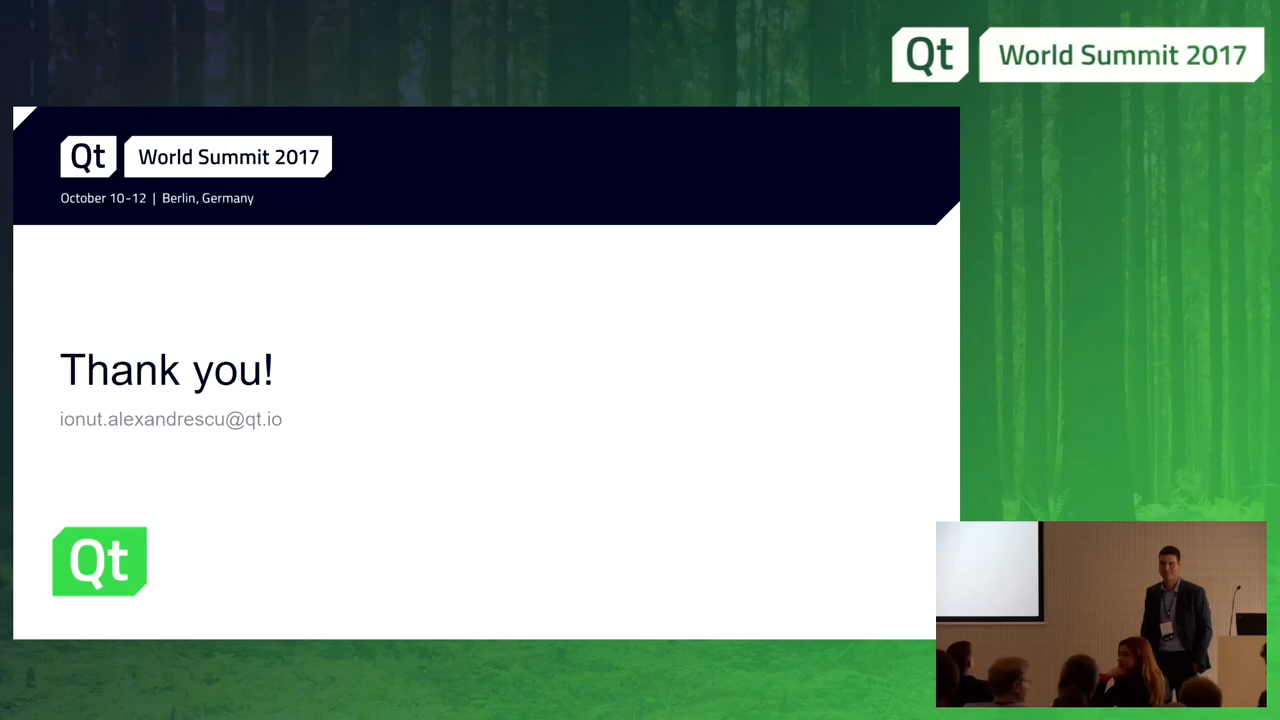 Qt World Summit 2017
Qt World Summit 2017
October 10-12 | Berlin, Germany
Thank you!
ionut.alexandrescu@qt.io
Qt